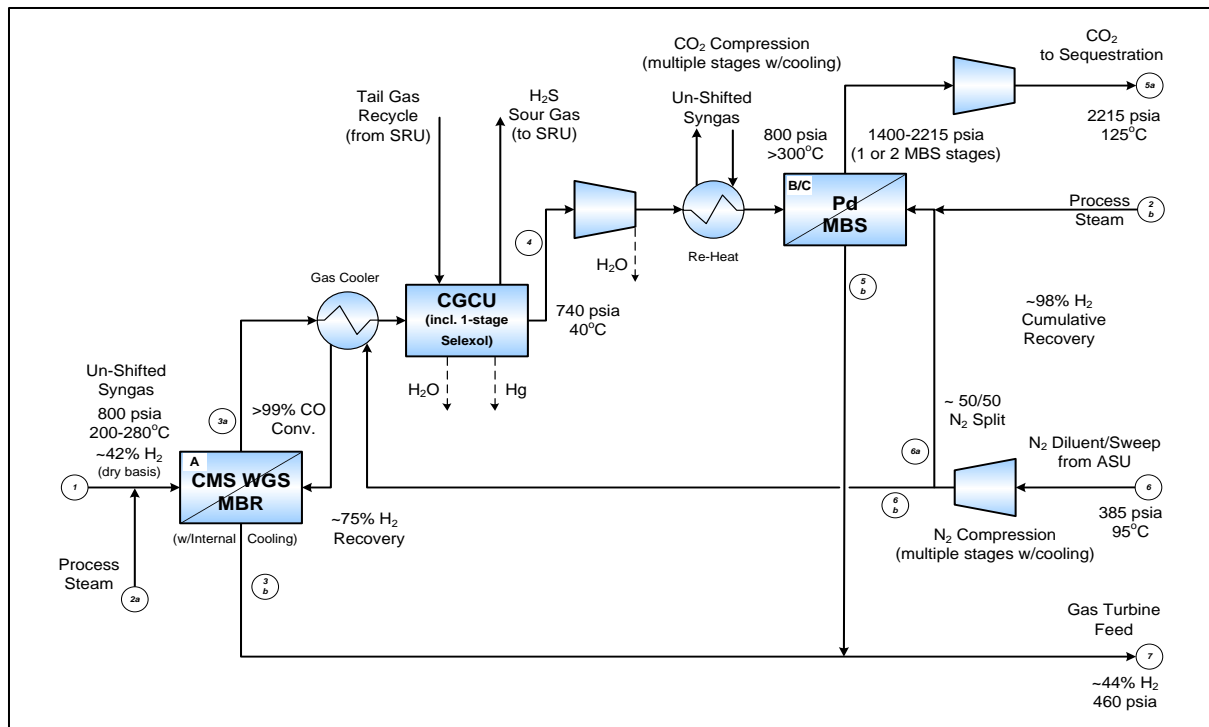 CO2
to Sequestration
5a
2215 psia
125°C
CO2 Compression
(multiple stages w/cooling)
Un-Shifted
Syngas
H2S
Sour Gas
(to SRU)
Tail Gas
Recycle
(from SRU)
800 psia
>300°C
1400-2215 psia
(1 or 2 MBS stages)
B/C
Pd
MBS
Process
Steam
2
b
4
H2O
Re-Heat
Gas Cooler
CGCU
(incl. 1-stage
Selexol)
740 psia
40°C
5
b
~98% H2
Cumulative
Recovery
H2O
Hg
Un-Shifted
Syngas
800 psia
200-280°C
~42% H2
(dry basis)
3a
>99% CO
Conv.
~ 50/50
N2 Split
6a
N2 Diluent/Sweep
from ASU
1
A
CMS WGS
MBR
(w/Internal Cooling)
~75% H2
Recovery
6
b
6
385 psia
95°C
N2 Compression
(multiple stages w/cooling)
Process
Steam
2a
3
b
Gas Turbine
Feed
7
~44% H2
460 psia